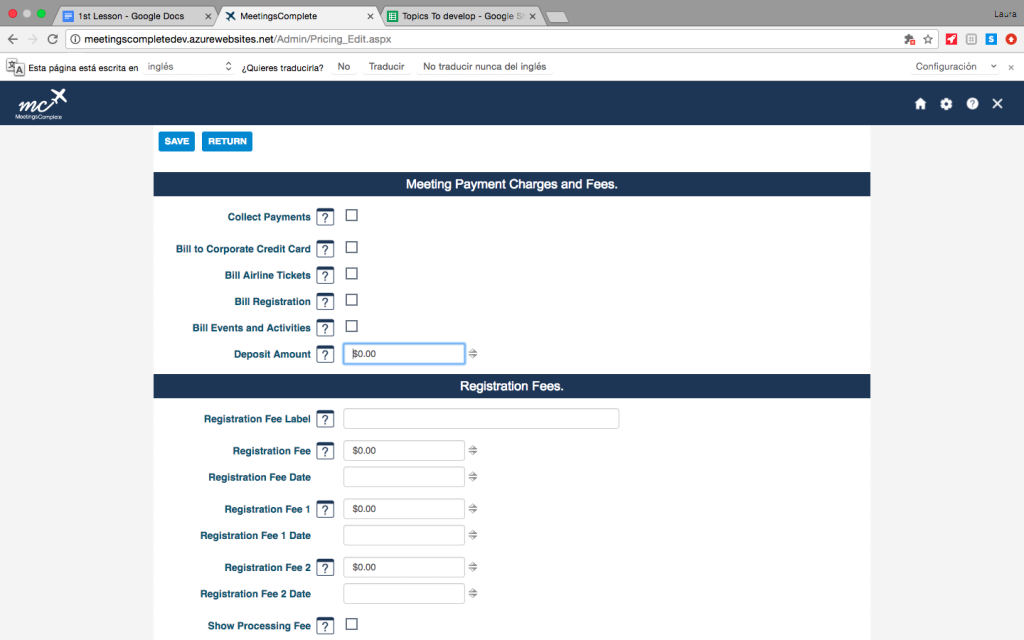 1st Lesson - Google Docs
MeetingsComplete
Topics To develop - Google S
Laura
meetingscompletedev.azurewebsites.net/Admin/Pricing_Edit.aspx
Esta página está escrita en inglés ¿Quieres traducirla? No Traducir No traducir nunca del inglés Configuración
mc
MeetingsComplete
SAVE RETURN
Meeting Payment Charges and Fees.
Collect Payments ?
Bill to Corporate Credit Card ?
Bill Airline Tickets ?
Bill Registration ?
Bill Events and Activities ?
Deposit Amount ? $0.00
Registration Fees.
Registration Fee Label ?
Registration Fee ? $0.00
Registration Fee Date
Registration Fee 1 ? $0.00
Registration Fee 1 Date
Registration Fee 2 ? $0.00
Registration Fee 2 Date
Show Processing Fee ?